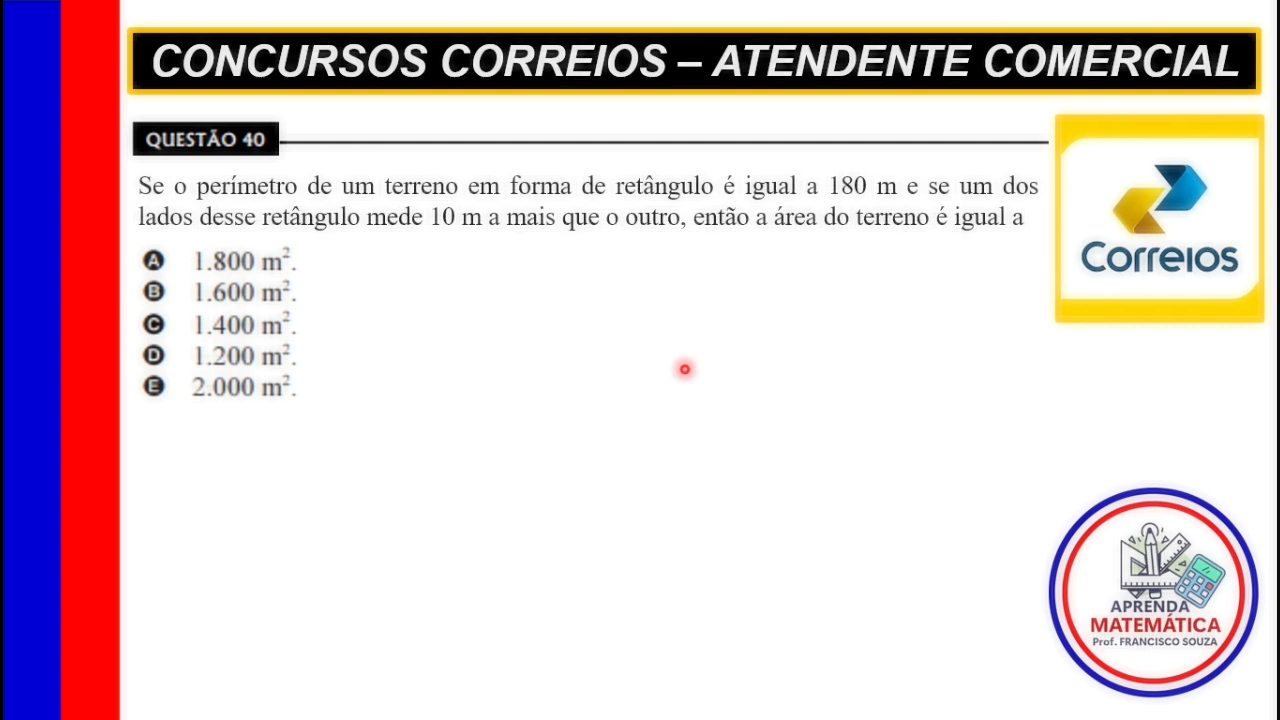 CONCURSOS CORREIOS – ATENDENTE COMERCIAL
QUESTÃO 40
Se o perímetro de um terreno em forma de retângulo é igual a 180 m e se um dos
lados desse retângulo mede 10 m a mais que o outro, então a área do terreno é igual a
A 1.800 m².
B 1.600 m².
C 1.400 m².
D 1.200 m².
E 2.000 m².
Correios
APRENDA
MATEMÁTICA
Prof. FRANCISCO SOUZA